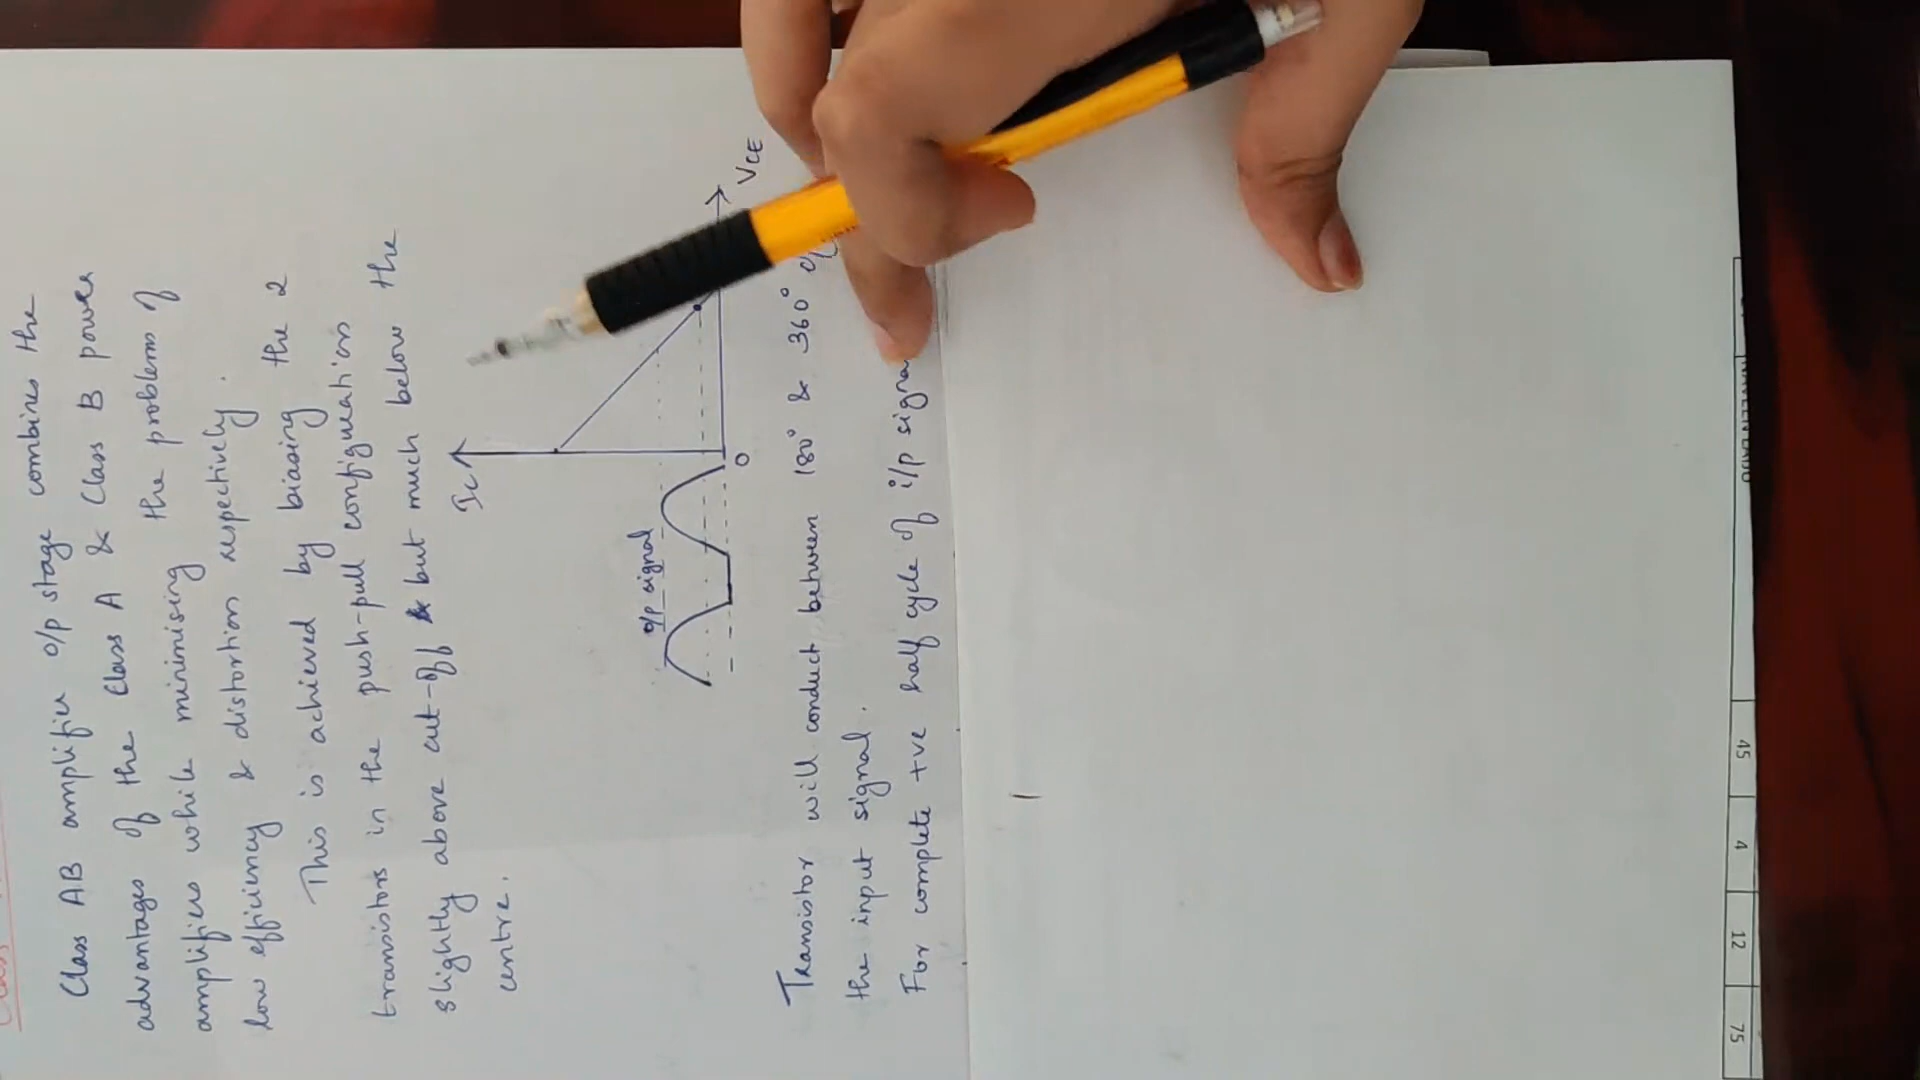 Class AB amplifier o/p stage combines the
advantages of the Class A & Class B power
amplifiers while minimising the problems of
low efficiency & distortion respectively.
This is achieved by biasing the 2
transistors in the push-pull configuration
slightly above cut-off but much below the
centre.
Ic
o/p signal
0
VCE
Transistor will conduct between 180° & 360° of
the input signal.
For complete +ve half cycle of i/p
45
4
12
75